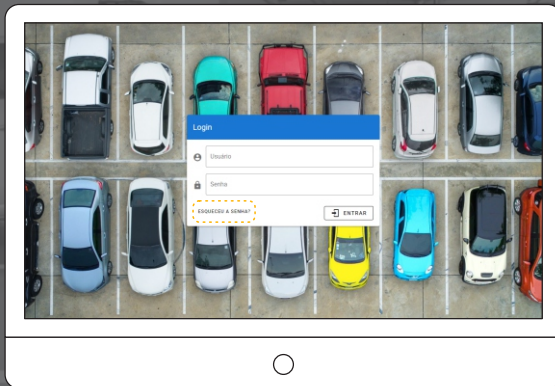 Login
Usuário
Senha
ESQUECEU A SENHA?
ENTRAR